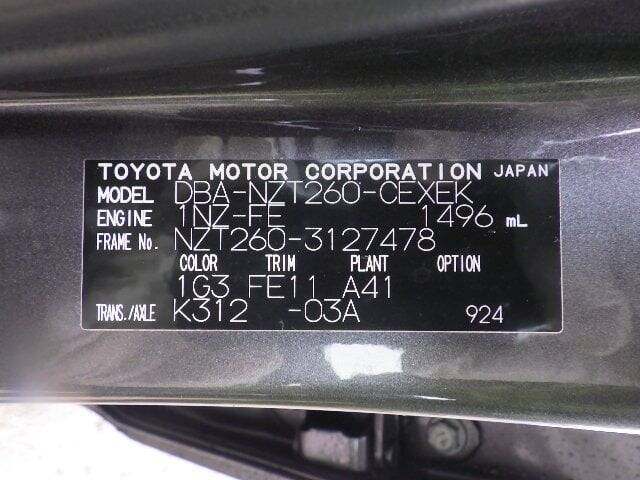 TOYOTA MOTOR CORPORATION JAPAN
MODEL DBA-NZT260-CEXEK
ENGINE 1NZ-FE 1496 mL
FRAME No. NZT260-3127478
COLOR TRIM PLANT OPTION
1G3 FE11 A41
TRANS./AXLE K312 -03A 924